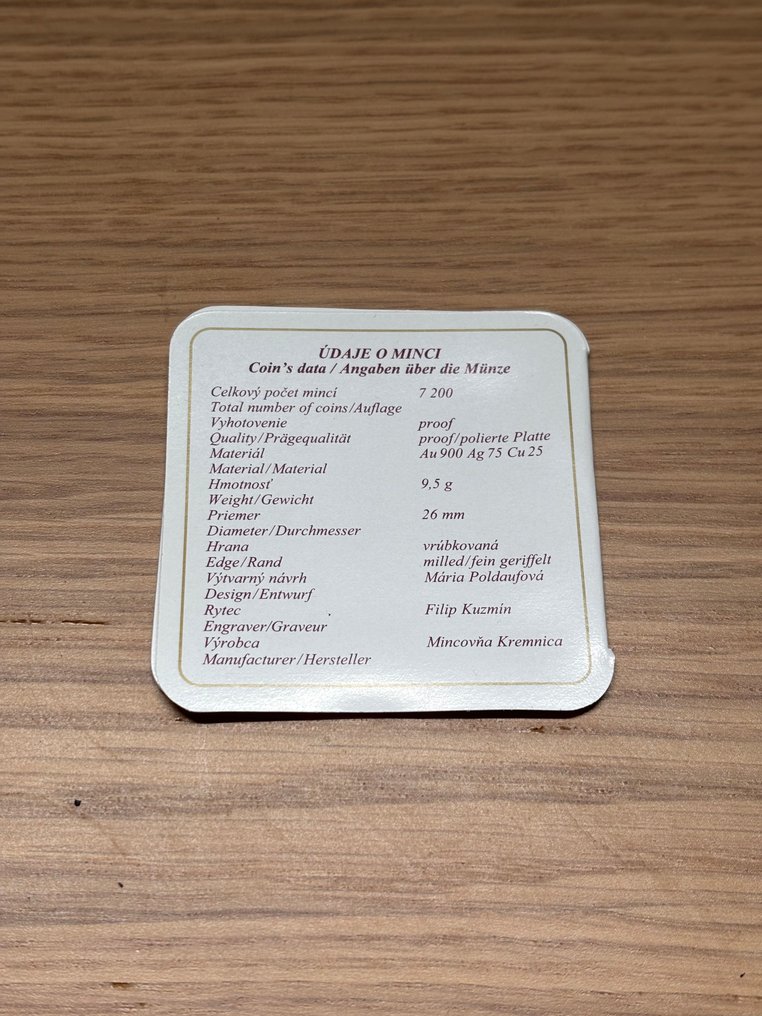 ÚDAJE O MINCI
Coin's data / Angaben über die Münze
Celkový počet mincí 7 200
Total number of coins/Auflage
Vyhotovenie proof
Quality/Prägequalität proof/polierte Platte
Materiál Au 900 Ag 75 Cu 25
Material/Material
Hmotnosť 9,5 g
Weight/Gewicht
Priemer 26 mm
Diameter/Durchmesser
Hrana vrúbkovaná
Edge/Rand milled/fein geriffelt
Výtvarný návrh Mária Poldaufová
Design/Entwurf
Rytec Filip Kuzmín
Engraver/Graveur
Výrobca Mincovňa Kremnica
Manufacturer/Hersteller